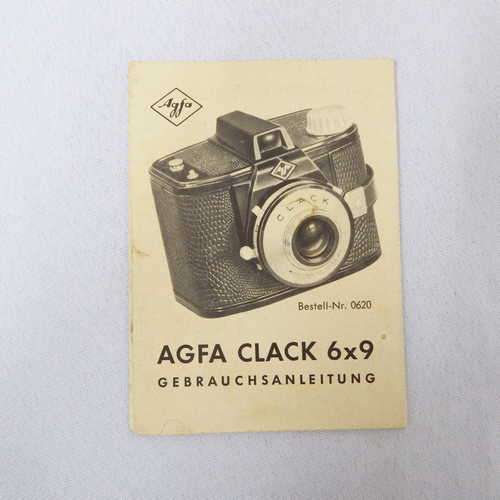 Agfa
CLACK
Bestell-Nr. 0620
AGFA CLACK 6x9
GEBRAUCHSANLEITUNG